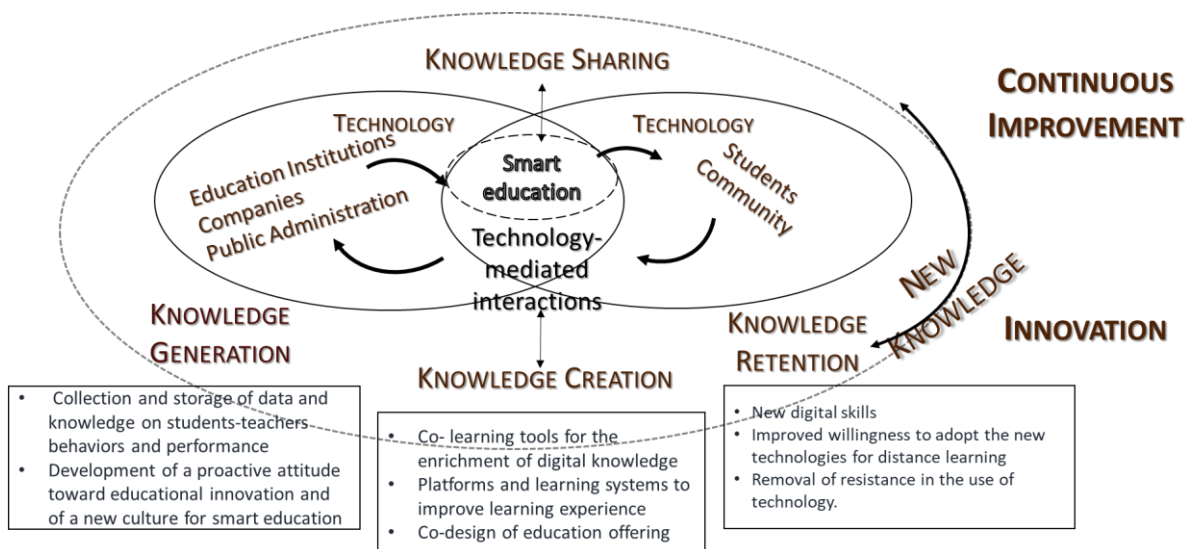 KNOWLEDGE SHARING
CONTINUOUS
IMPROVEMENT
TECHNOLOGY
TECHNOLOGY
Education Institutions
Companies
Public Administration
Smart
education
Students
Community
Technology-
mediated
interactions
NEW
KNOWLEDGE
INNOVATION
KNOWLEDGE
GENERATION
KNOWLEDGE CREATION
KNOWLEDGE
RETENTION
• Collection and storage of data and
knowledge on students-teachers
behaviors and performance
• Development of a proactive attitude
toward educational innovation and
of a new culture for smart education
• Co- learning tools for the
enrichment of digital knowledge
• Platforms and learning systems to
improve learning experience
• Co-design of education offering
• New digital skills
• Improved willingness to adopt the new
technologies for distance learning
• Removal of resistance in the use of
technology.